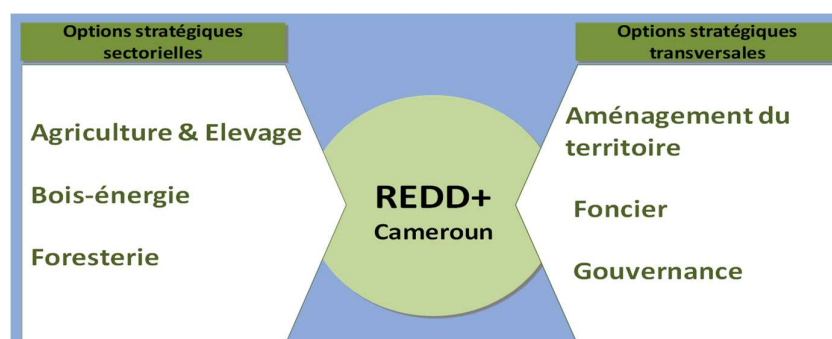 Options stratégiques
sectorielles
Agriculture & Elevage
Bois-énergie
Foresterie
REDD+
Cameroun
Options stratégiques
transversales
Aménagement du
territoire
Foncier
Gouvernance